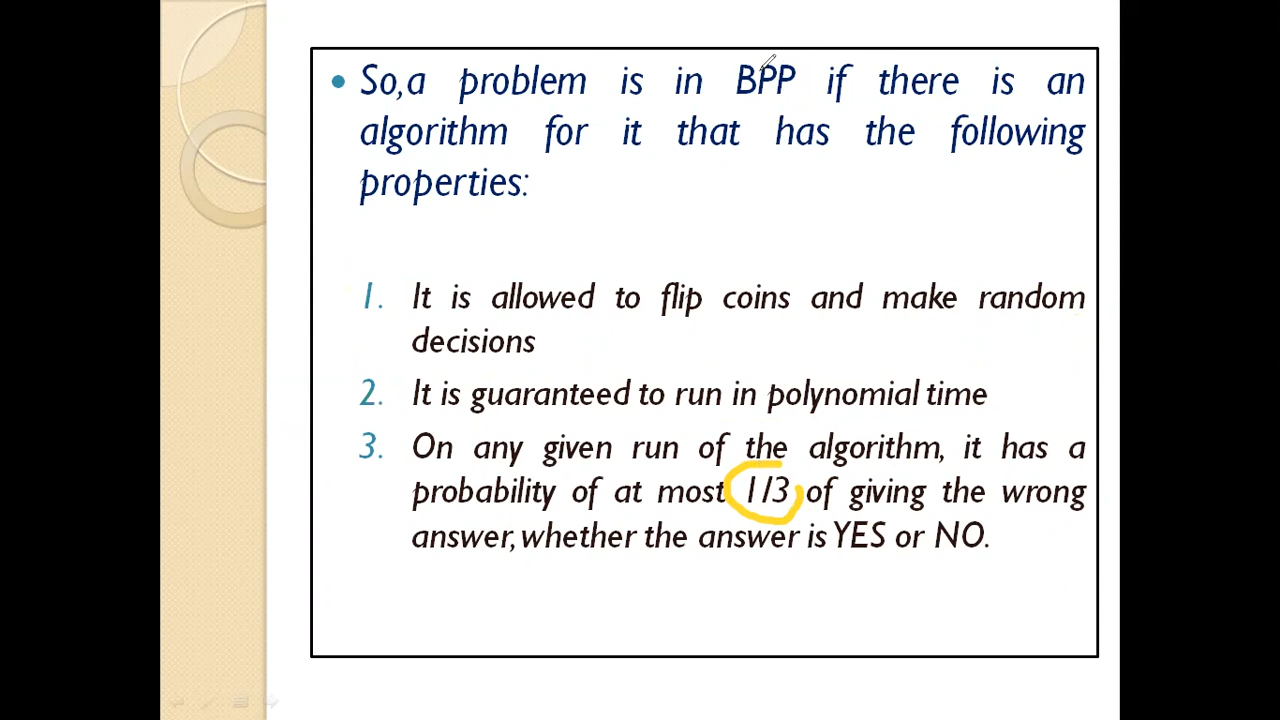 So,a problem is in BPP if there is an
algorithm for it that has the following
properties:
1. It is allowed to flip coins and make random
decisions
2. It is guaranteed to run in polynomial time
3. On any given run of the algorithm, it has a
probability of at most 1/3 of giving the wrong
answer, whether the answer is YES or NO.